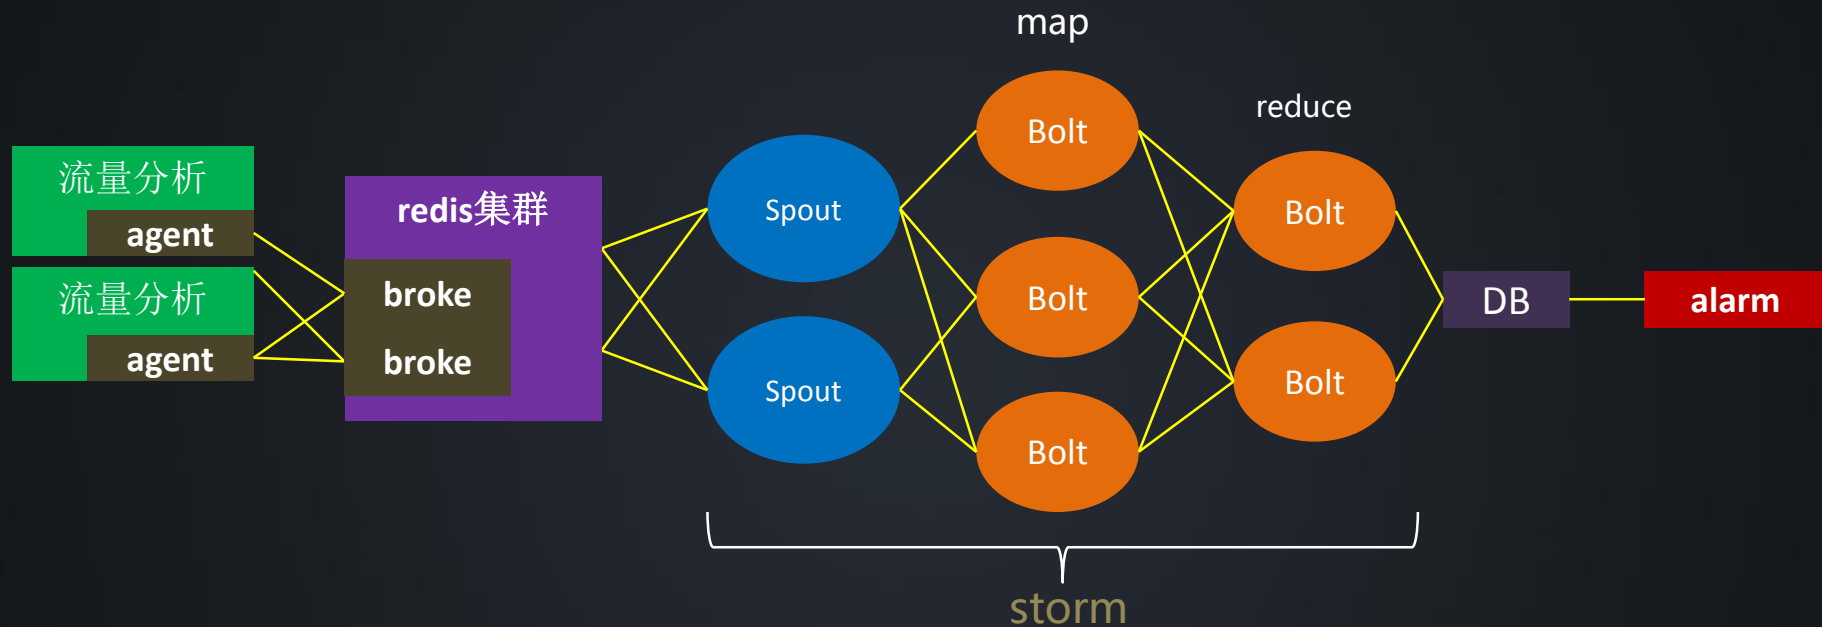 流量分析
agent
流量分析
agent
redis集群
broke
broke
Spout
Spout
map
Bolt
Bolt
Bolt
reduce
Bolt
Bolt
DB
alarm
storm